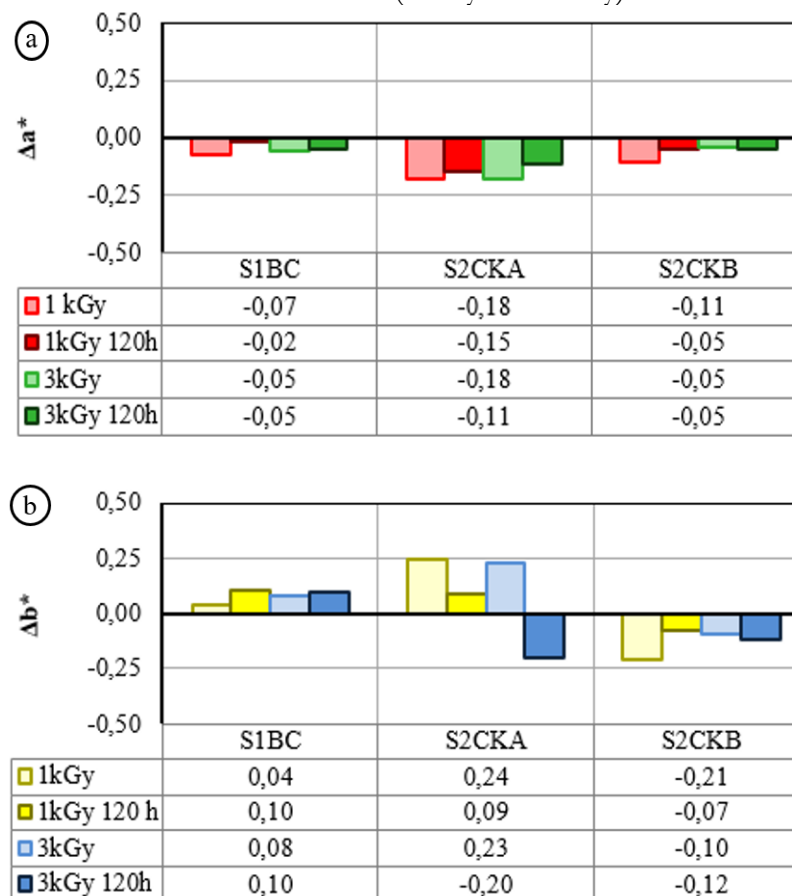 a
0,50
0,25
0,00
-0,25
-0,50
Δa*
S1BC S2CKA S2CKB
1 kGy -0,07 -0,18 -0,11
1kGy 120h -0,02 -0,15 -0,05
3kGy -0,05 -0,18 -0,05
3kGy 120h -0,05 -0,11 -0,05
b
0,50
0,25
0,00
-0,25
-0,50
Δb*
S1BC S2CKA S2CKB
1kGy 0,04 0,24 -0,21
1kGy 120 h 0,10 0,09 -0,07
3kGy 0,08 0,23 -0,10
3kGy 120h 0,10 -0,20 -0,12